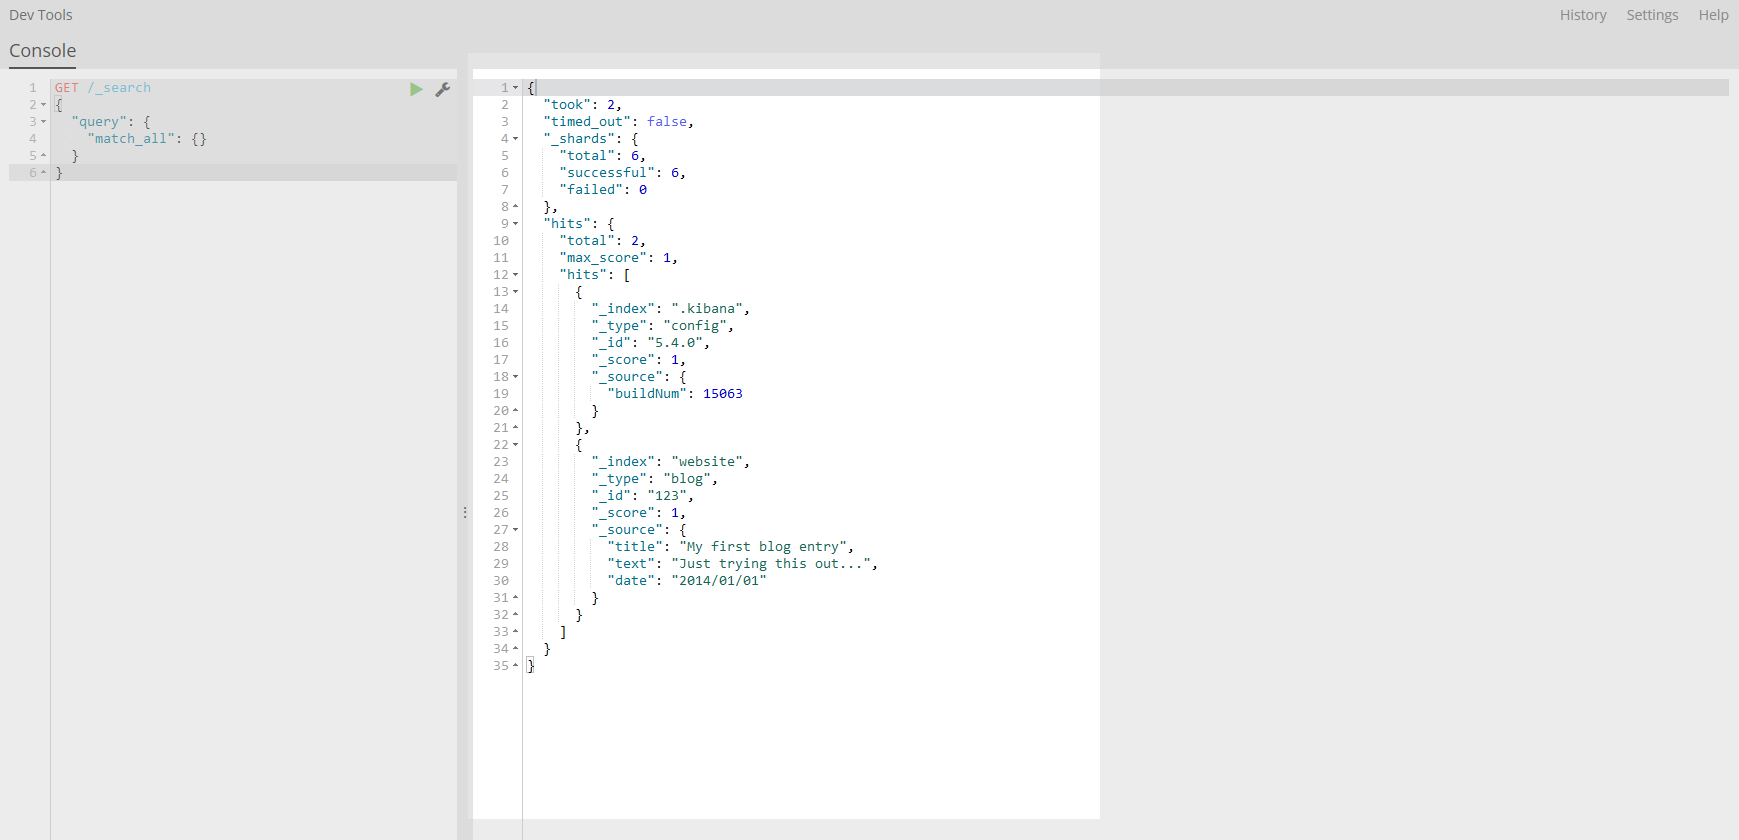 Dev Tools
History Settings Help
Console
1 GET /_search
2 {
3   "query": {
4     "match_all": {}
5   }
6 }
1 {
2   "took": 2,
3   "timed_out": false,
4   "_shards": {
5     "total": 6,
6     "successful": 6,
7     "failed": 0
8   },
9   "hits": {
10     "total": 2,
11     "max_score": 1,
12     "hits": [
13       {
14         "_index": ".kibana",
15         "_type": "config",
16         "_id": "5.4.0",
17         "_score": 1,
18         "_source": {
19           "buildNum": 15063
20         }
21       },
22       {
23         "_index": "website",
24         "_type": "blog",
25         "_id": "123",
26         "_score": 1,
27         "_source": {
28           "title": "My first blog entry",
29           "text": "Just trying this out...",
30           "date": "2014/01/01"
31         }
32       }
33     ]
34   }
35 }